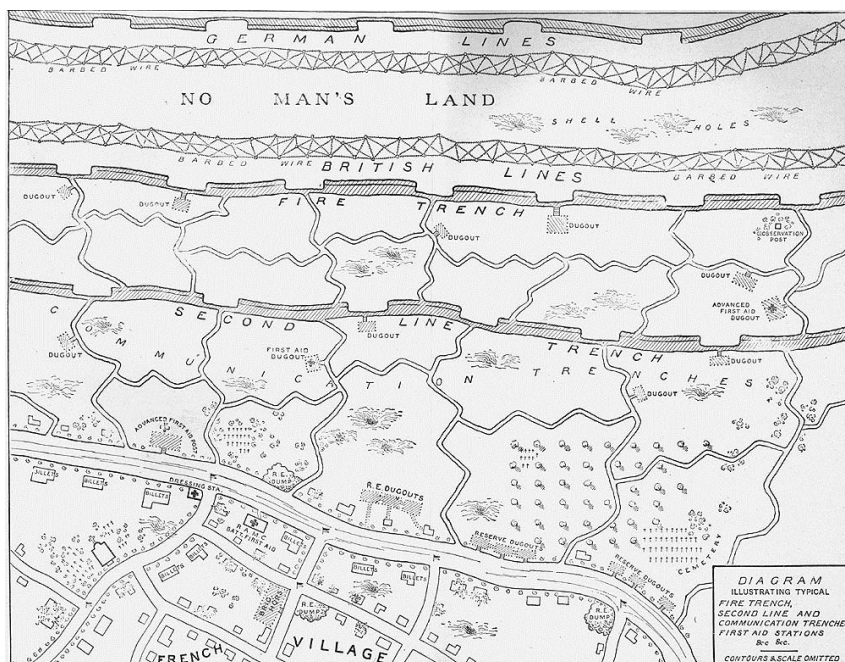 GERMAN LINES
BARBED WIRE
BARBED WIRE
NO MAN'S LAND
SHELL HOLES
BARBED WIRE
BRITISH LINES
BARBED WIRE
DUGOUT
DUGOUT
FIRE TRENCH
DUGOUT
DUGOUT
OBSERVATION
POST
DUGOUT
ADVANCED
FIRST AID
DUGOUT
SECOND LINE TRENCH
DUGOUT
DUGOUT
FIRST AID
DUGOUT
DUGOUT
COMMUNICATION TRENCHES
DUGOUT
ADVANCED FIRST AID POST
R.E.
DUMP
R.E. DUGOUTS
DRESSING STA.
BILLETS
BILLETS
BILLETS
R.A.M.C.
BILLETS
RESERVE DUGOUTS
RESERVE DUGOUTS
CEMETERY
BILLETS
BILLETS
BILLETS
R.E.
DUMP
R.E.
DUMP
FRENCH VILLAGE
DIAGRAM
ILLUSTRATING TYPICAL
FIRE TRENCH,
SECOND LINE AND
COMMUNICATION TRENCHE
FIRST AID STATIONS
&c &c.
CONTOURS & SCALE OMITTED